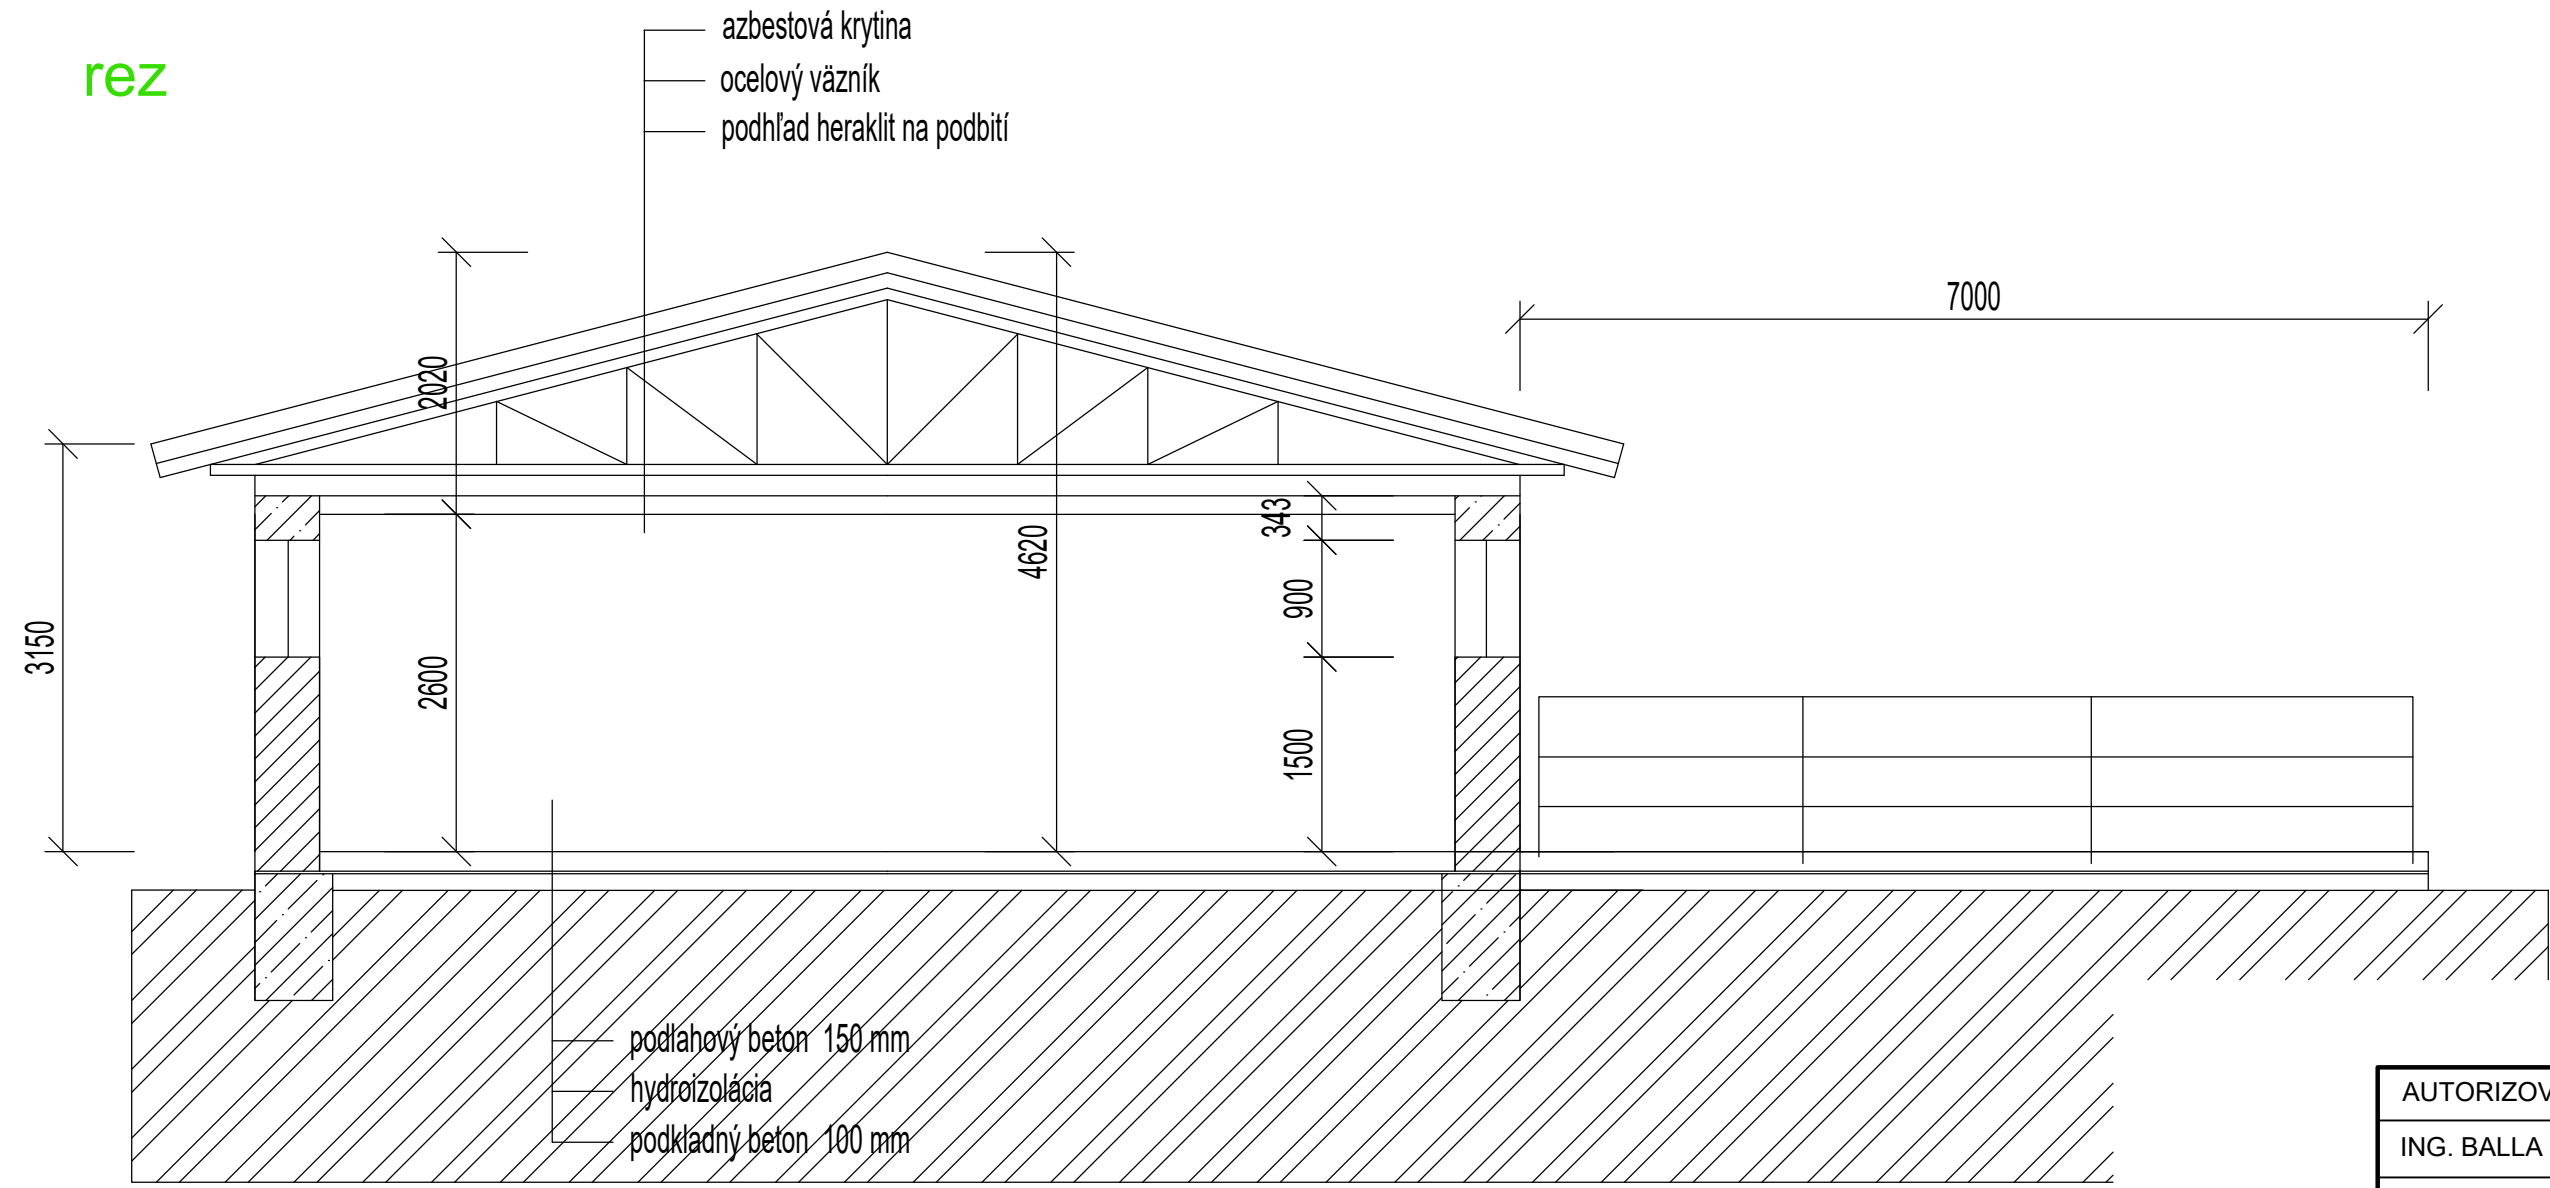 rez
azbestová krytina
ocelový väzník
podhľad heraklit na podbití
7000
2020
3150
2600
4620
343
900
1500
podlahový beton 150 mm
hydroizolácia
podkladný beton 100 mm
AUTORIZOV
ING. BALLA